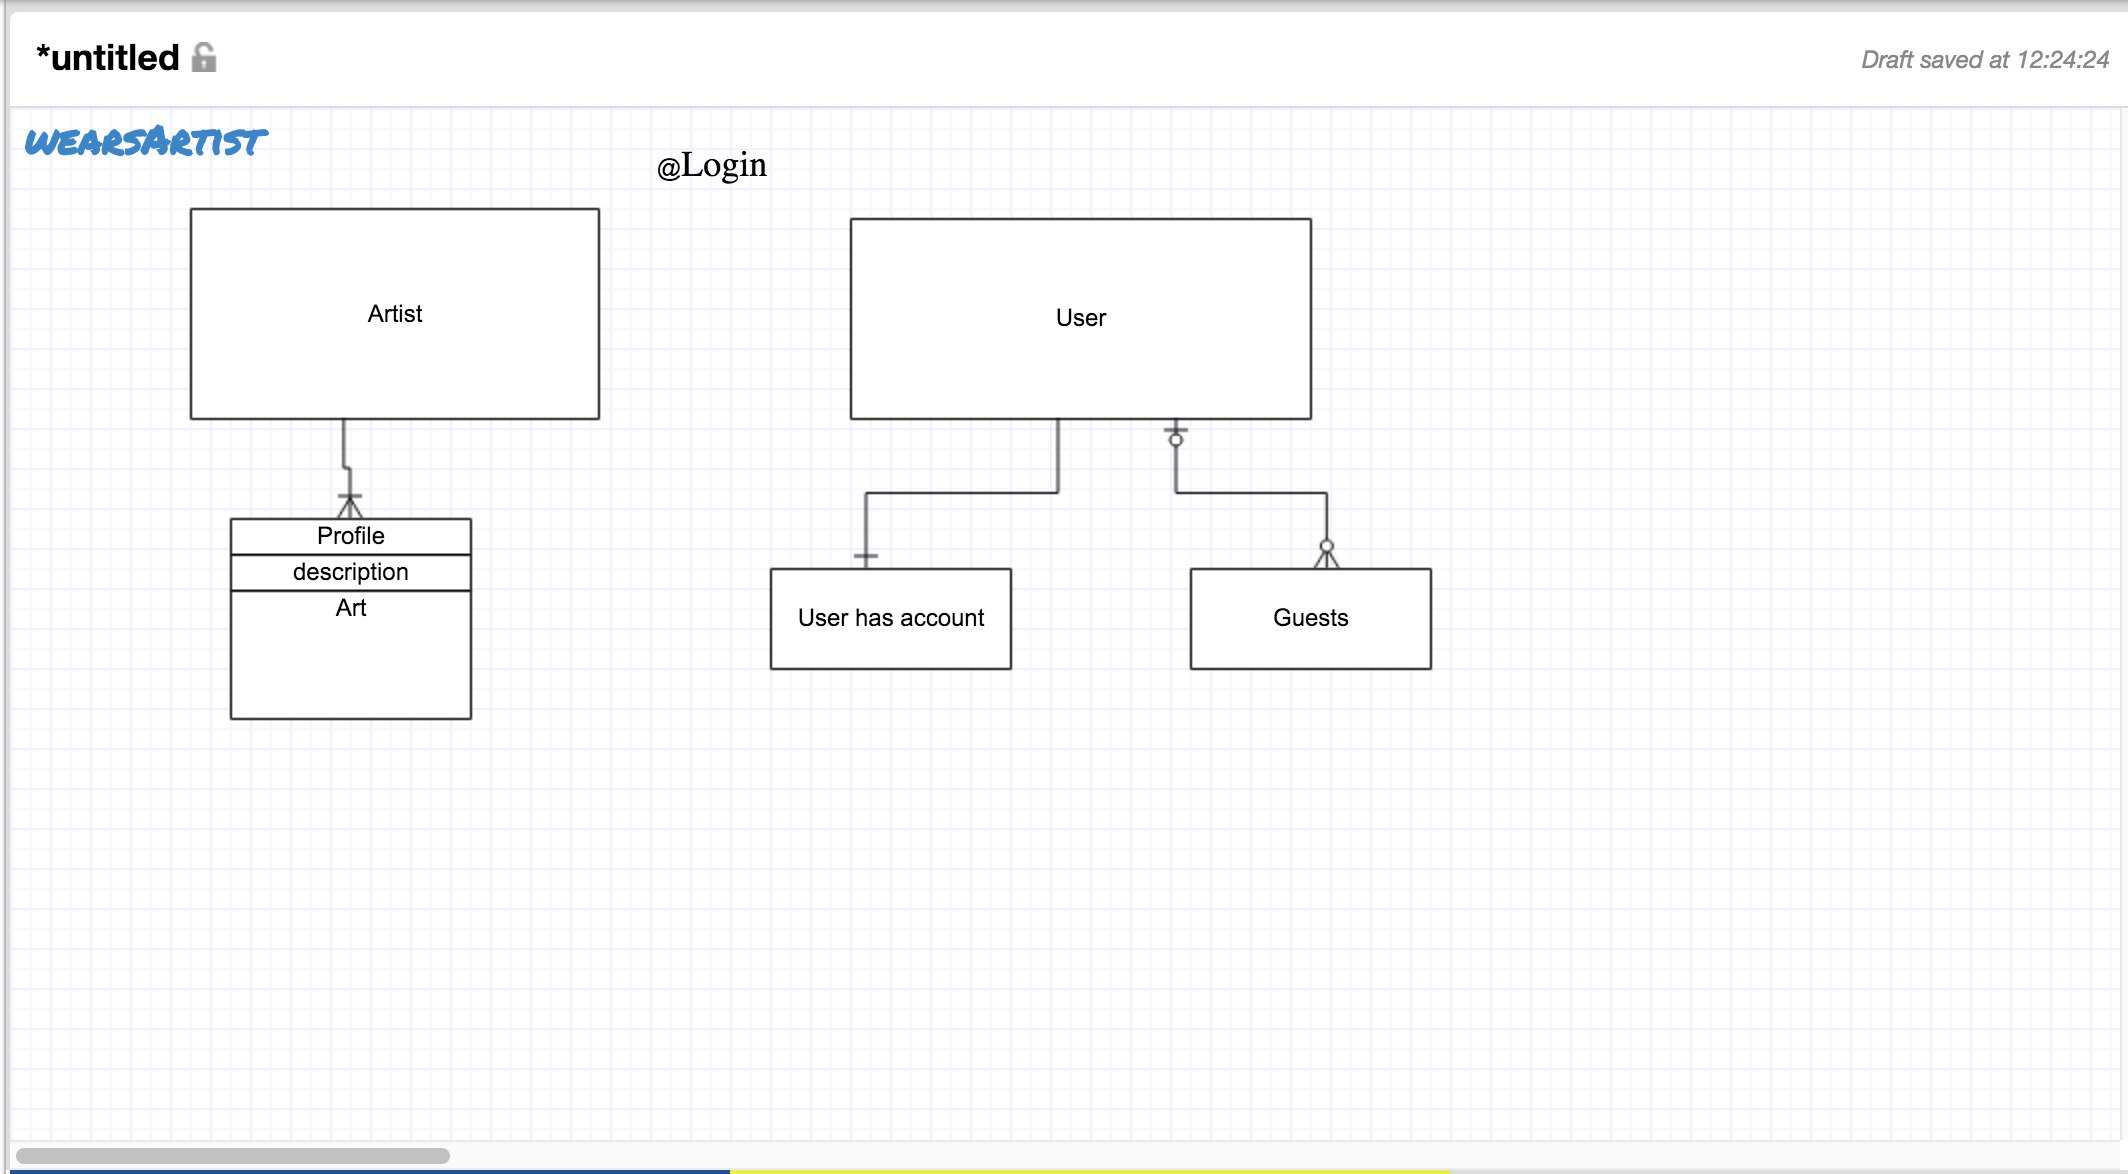 *untitled
Draft saved at 12:24:24
wearsArtist
@Login
Artist
User
Profile
description
Art
User has account
Guests